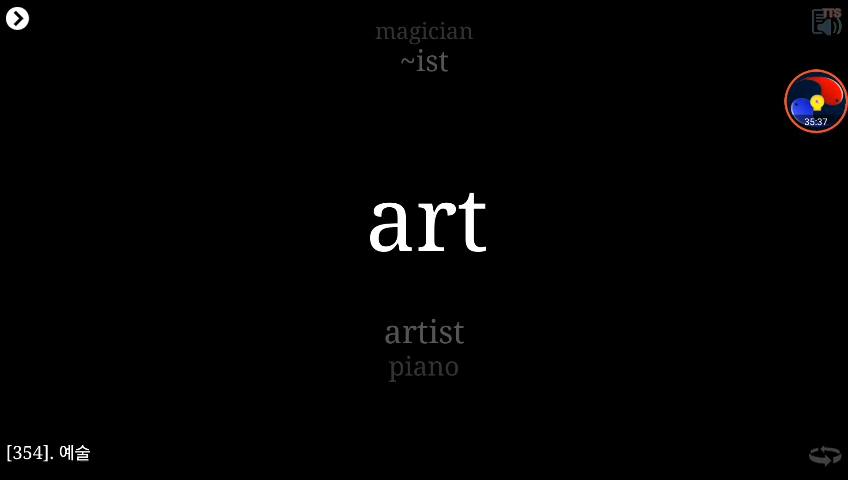 magician
TTS
~ist
35:37
art
artist
piano
[354]. 예술